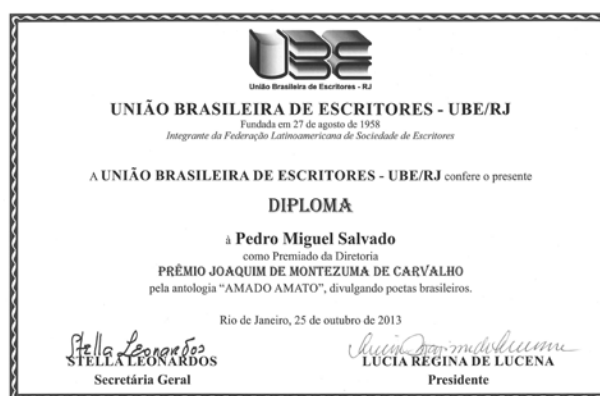 UBE
União Brasileira de Escritores - RJ
UNIÃO BRASILEIRA DE ESCRITORES - UBE/RJ
Fundada em 27 de agosto de 1958
Integrante da Federação Latinoamericana de Sociedade de Escritores
A UNIÃO BRASILEIRA DE ESCRITORES - UBE/RJ confere o presente
DIPLOMA
à Pedro Miguel Salvado
como Premiado da Diretoria
PRÊMIO JOAQUIM DE MONTEZUMA DE CARVALHO
pela antologia “AMADO AMATO”, divulgando poetas brasileiros.
Rio de Janeiro, 25 de outubro de 2013
Stella Leonardos
STELLA LEONARDOS
LUCIA REGINA DE LUCENA
Secretária Geral
Presidente